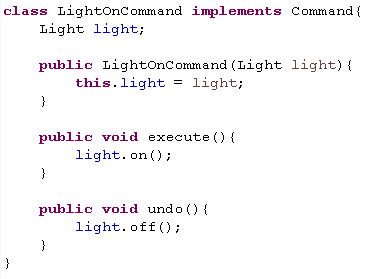 class LightOnCommand implements Command{
    Light light;

    public LightOnCommand(Light light){
        this.light = light;
    }

    public void execute(){
        light.on();
    }

    public void undo(){
        light.off();
    }
}